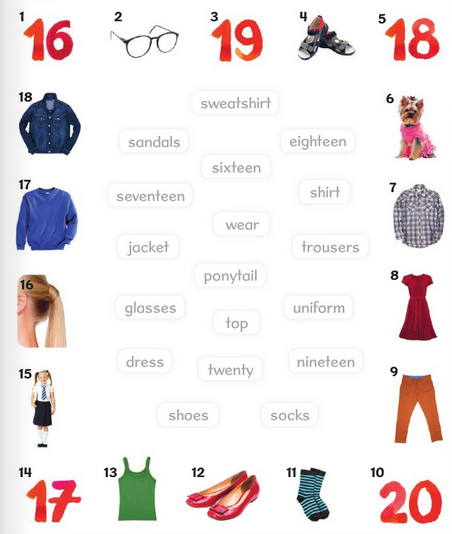 1 16
2
3 19
4
5 18
18
6
17
7
16
8
15
9
14 17
13
12
11
10 20
sweatshirt
sandals eighteen
sixteen
seventeen shirt
wear
jacket trousers
ponytail
glasses uniform
top
dress nineteen
twenty
shoes socks